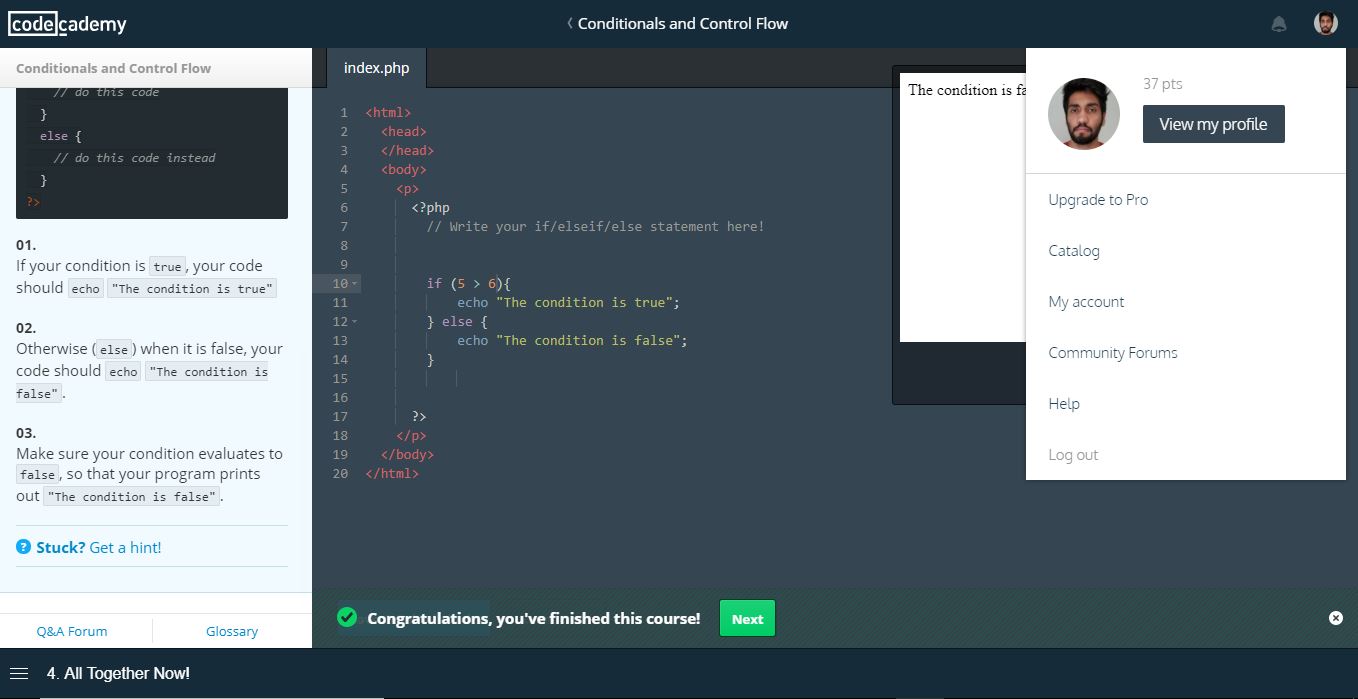 codecademy
Conditionals and Control Flow
Conditionals and Control Flow
// do this code
}
else {
// do this code instead
}
?>
01.
If your condition is true, your code
should echo "The condition is true"
02.
Otherwise (else) when it is false, your
code should echo "The condition is
false".
03.
Make sure your condition evaluates to
false, so that your program prints
out "The condition is false".
? Stuck? Get a hint!
Q&A Forum
Glossary
index.php
1 <html>
2 <head>
3 </head>
4 <body>
5 <p>
6 <?php
7 // Write your if/elseif/else statement here!
8
9
10 if (5 > 6){
11 echo "The condition is true";
12 } else {
13 echo "The condition is false";
14 }
15
16
17 ?>
18 </p>
19 </body>
20 </html>
The condition is fa
37 pts
View my profile
Upgrade to Pro
Catalog
My account
Community Forums
Help
Log out
Congratulations, you've finished this course!
Next
4. All Together Now!